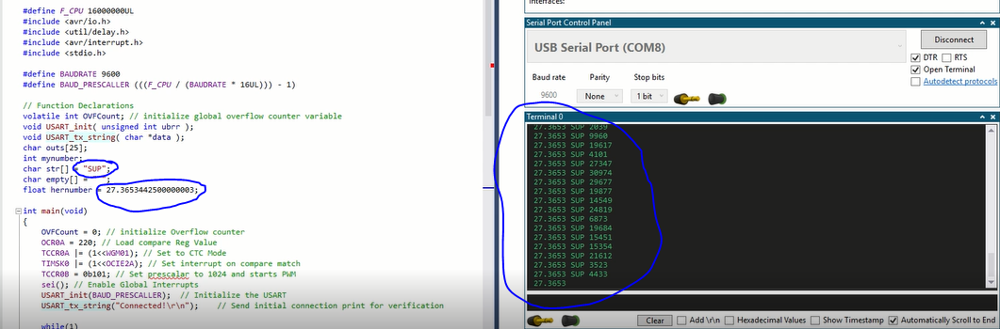 #define F_CPU 16000000UL
#include <avr/io.h>
#include <util/delay.h>
#include <avr/interrupt.h>
#include <stdio.h>
#define BAUDRATE 9600
#define BAUD_PRESCALLER (((F_CPU / (BAUDRATE * 16UL))) - 1)
// Function Declarations
volatile int OVFCount; // initialize global overflow counter variable
void USART_init( unsigned int ubrr );
void USART_tx_string( char *data );
char outs[25];
int mynumber;
char str[] = "SUP";
char empty[] = ;
float hernumber = 27.3653442500000003;
int main(void)
{
OVFCount = 0; // initialize Overflow counter
OCR0A = 220; // Load compare Reg Value
TCCR0A |= (1<<WGM01); // Set to CTC Mode
TIMSK0 |= (1<<OCIE2A); // Set interrupt on compare match
TCCR0B = 0b101; // Set prescalar to 1024 and starts PWM
sei(); // Enable Global Interrupts
USART_init(BAUD_PRESCALLER); // Initialize the USART
USART_tx_string("Connected!\r\n"); // Send initial connection print for verification
while(1)
Interfaces:
Serial Port Control Panel
USB Serial Port (COM8)
Disconnect
DTR RTS
Open Terminal
Autodetect protocols
Baud rate Parity Stop bits
9600 None 1 bit
Terminal 0
27.3653 SUP 2039
27.3653 SUP 9960
27.3653 SUP 19617
27.3653 SUP 4101
27.3653 SUP 27347
27.3653 SUP 30974
27.3653 SUP 29677
27.3653 SUP 19877
27.3653 SUP 14549
27.3653 SUP 24819
27.3653 SUP 6873
27.3653 SUP 19684
27.3653 SUP 15451
27.3653 SUP 15354
27.3653 SUP 21612
27.3653 SUP 3523
27.3653 SUP 4433
27.3653
Clear Add \r\n Hexadecimal Values Show Timestamp Automatically Scroll to End